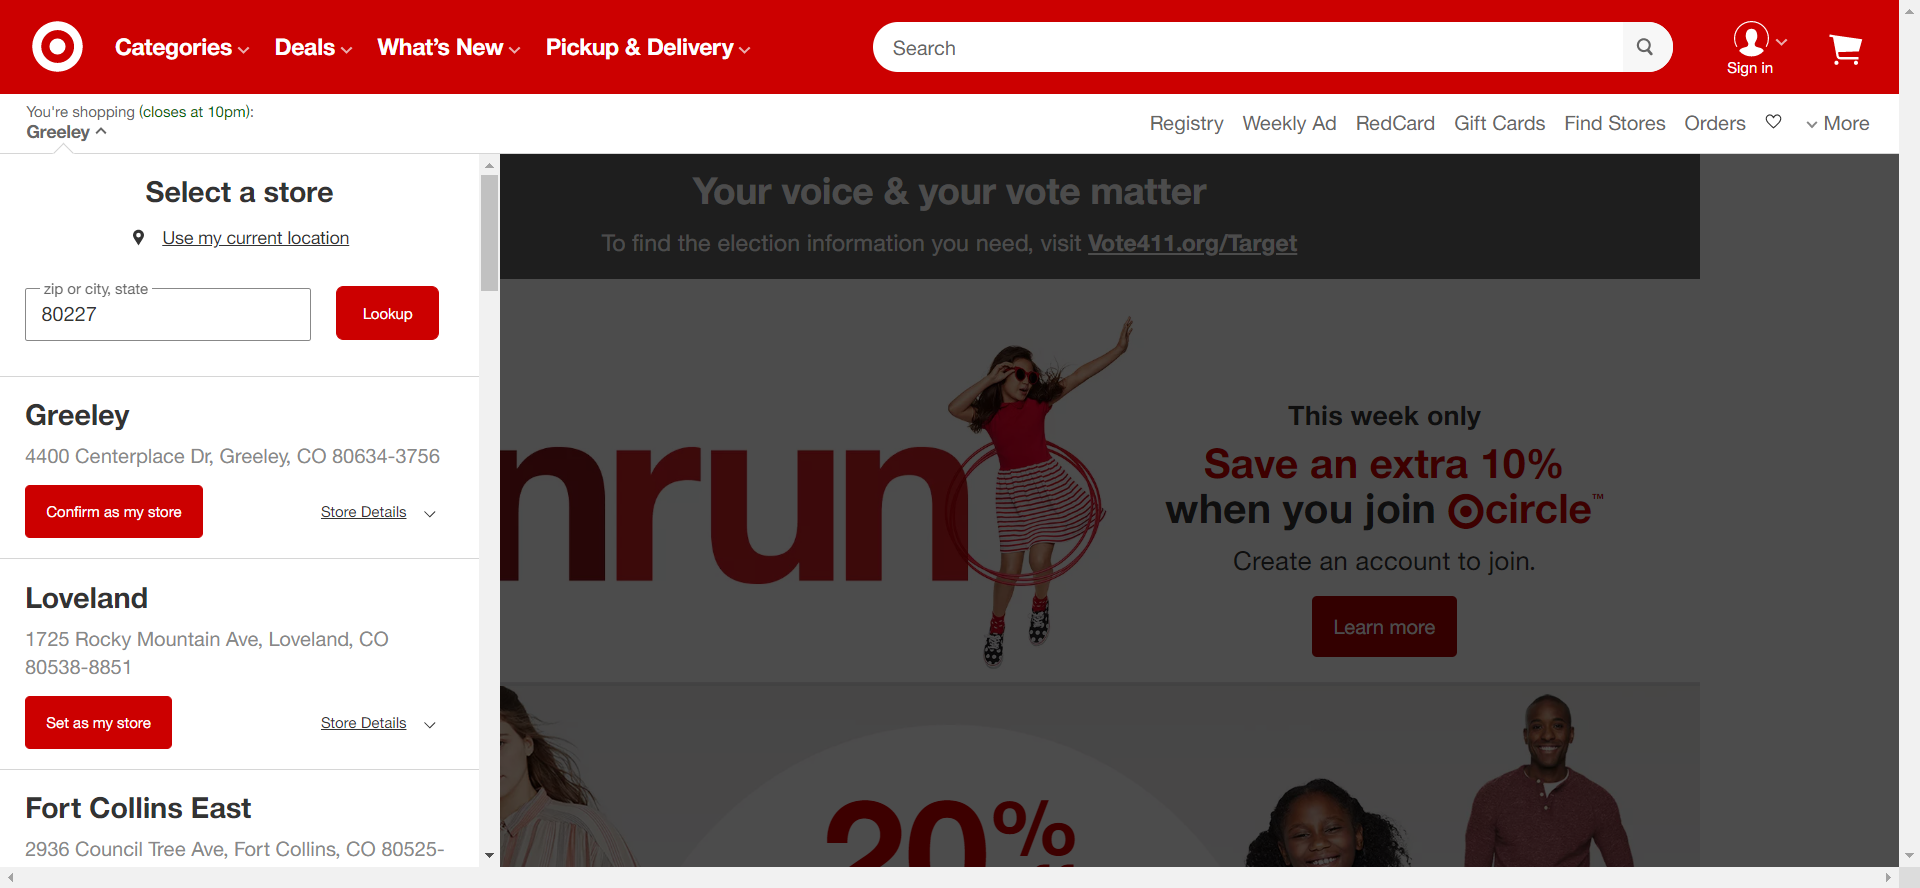 Categories Deals What's New Pickup & Delivery Search Sign in
You're shopping (closes at 10pm):
Greeley
Registry Weekly Ad RedCard Gift Cards Find Stores Orders More
Select a store
Use my current location
zip or city, state
80227
Lookup
Greeley
4400 Centerplace Dr, Greeley, CO 80634-3756
Confirm as my store Store Details
Loveland
1725 Rocky Mountain Ave, Loveland, CO
80538-8851
Set as my store Store Details
Fort Collins East
2936 Council Tree Ave, Fort Collins, CO 80525-
Your voice & your vote matter
To find the election information you need, visit Vote411.org/Target
nrun
This week only
Save an extra 10%
when you join circle™
Create an account to join.
Learn more
20%